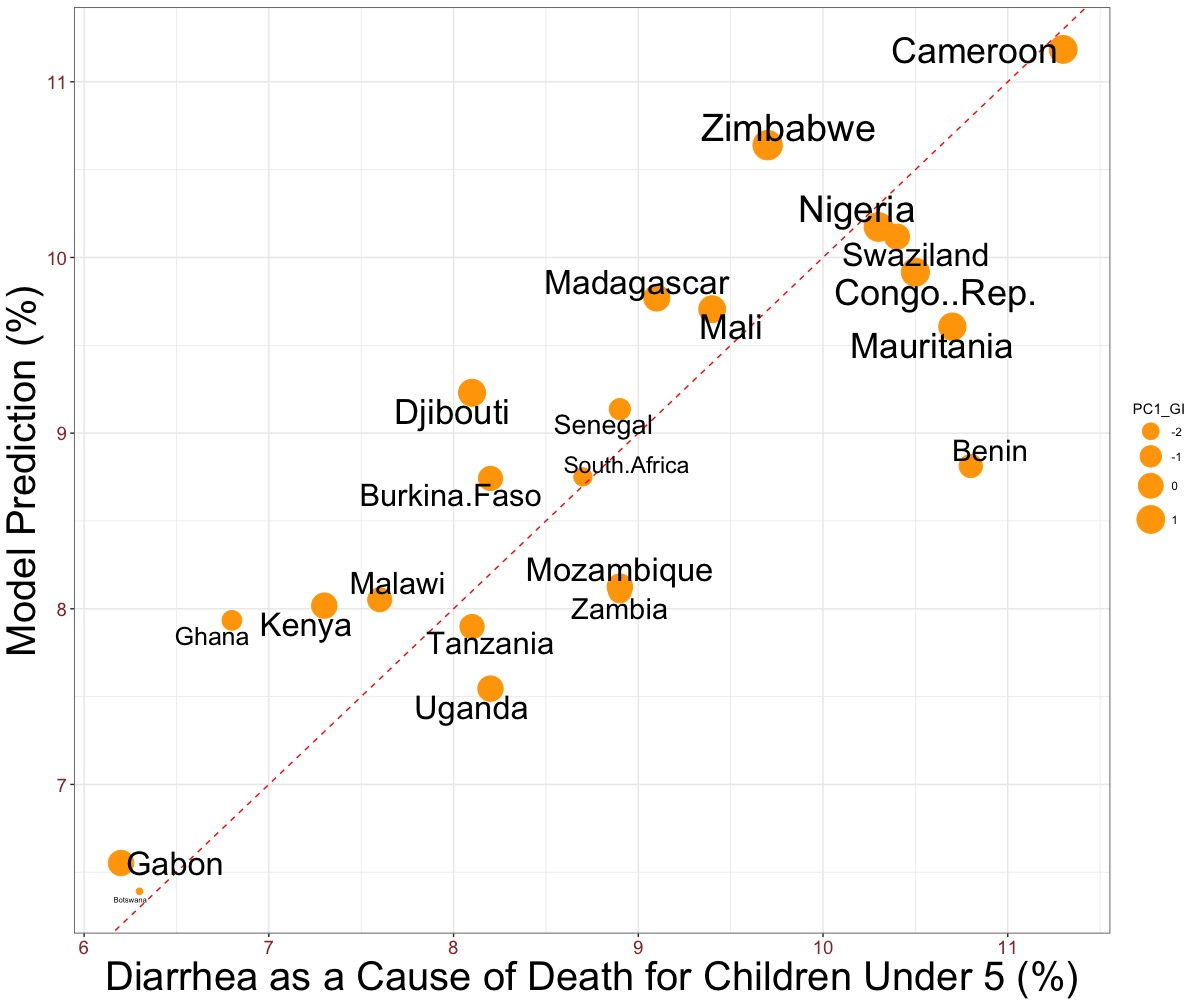 Cameroon
11
Zimbabwe
Nigeria
10
Swaziland
Madagascar
Congo..Rep.
Mali
Mauritania
Djibouti
PC1_GI
Senegal
-2
9
Benin
-1
South.Africa
0
Burkina.Faso
1
Mozambique
Malawi
8
Zambia
Kenya
Ghana
Tanzania
Uganda
7
Gabon
Botswana
6 7 8 9 10 11
Diarrhea as a Cause of Death for Children Under 5 (%)
Model Prediction (%)